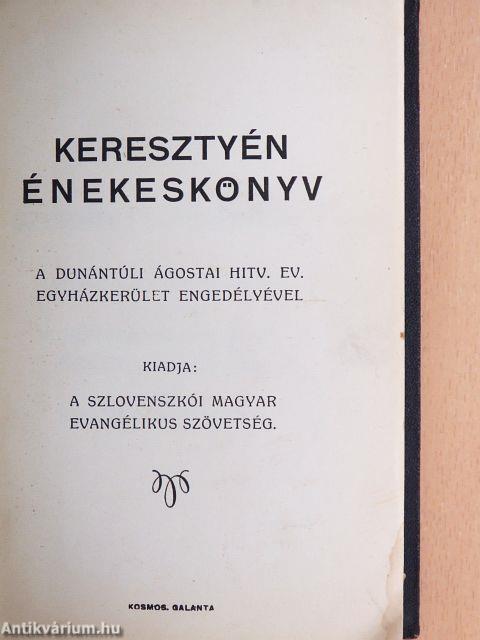 KERESZTYÉN
ÉNEKESKÖNYV
A DUNÁNTÚLI ÁGOSTAI HITV. EV.
EGYHÁZKERÜLET ENGEDÉLYÉVEL
KIADJA:
A SZLOVENSZKÓI MAGYAR
EVANGÉLIKUS SZÖVETSÉG.
KOSMOS, GALANTA
Antikvárium.hu